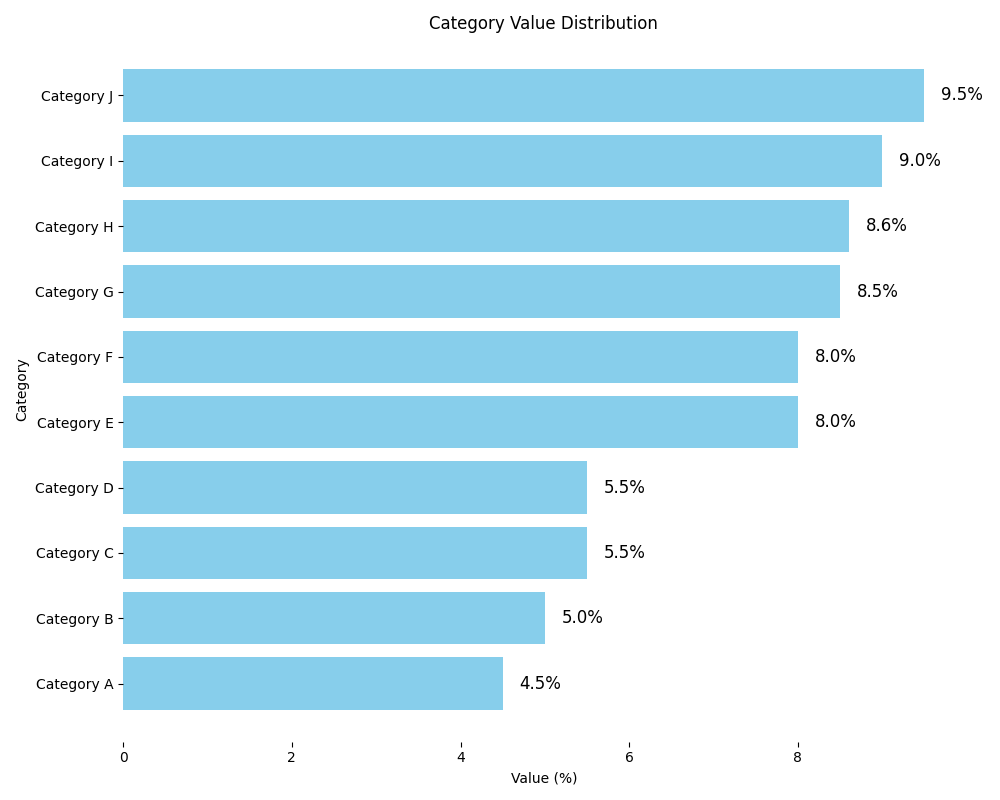 Category Value Distribution
Category J 9.5%
Category I 9.0%
Category H 8.6%
Category G 8.5%
Category F 8.0%
Category E 8.0%
Category D 5.5%
Category C 5.5%
Category B 5.0%
Category A 4.5%
Category
0 2 4 6 8
Value (%)